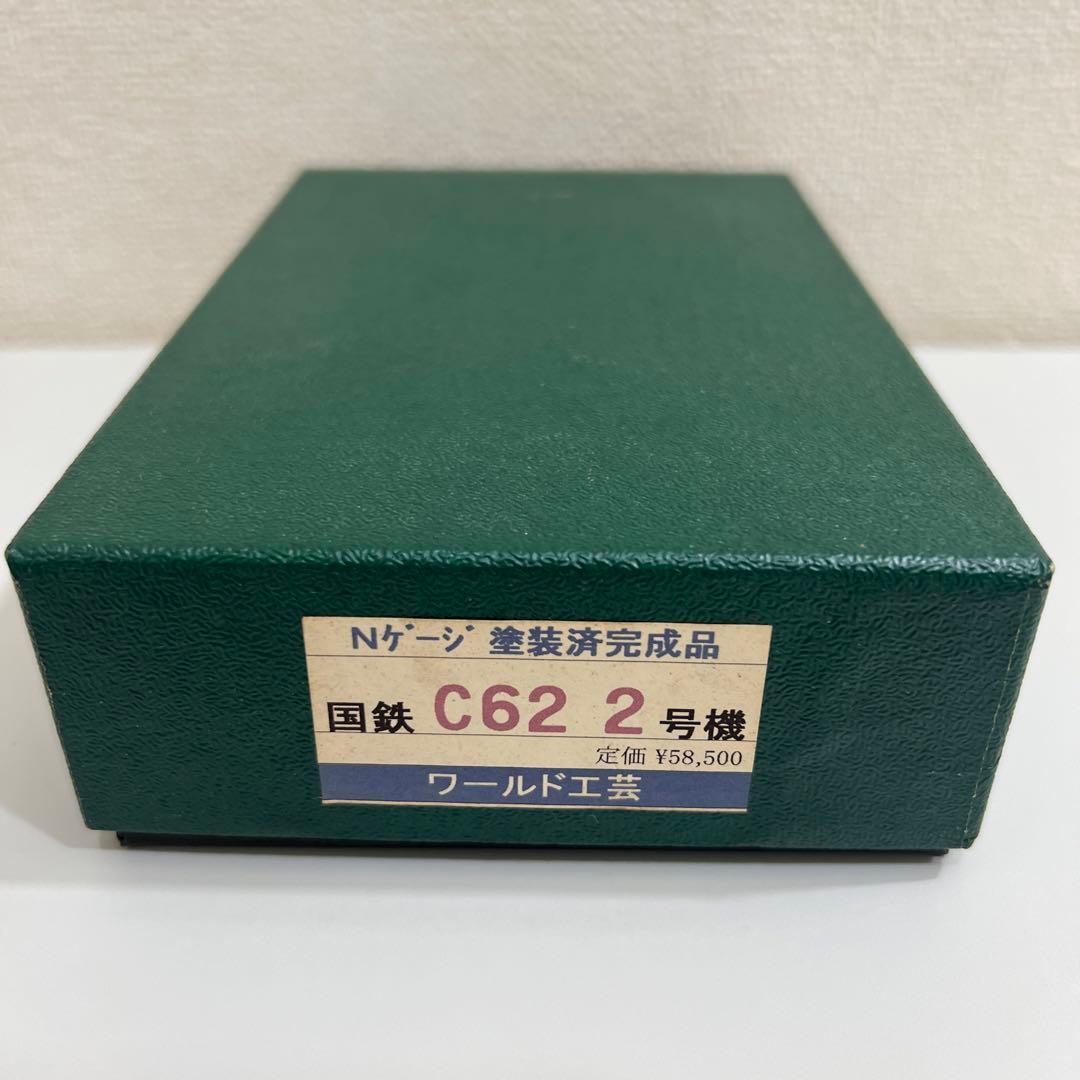 Nｹﾞｰｼﾞ 塗装済完成品
国鉄 C62 2 号機
定価 ¥58,500
ワールド工芸